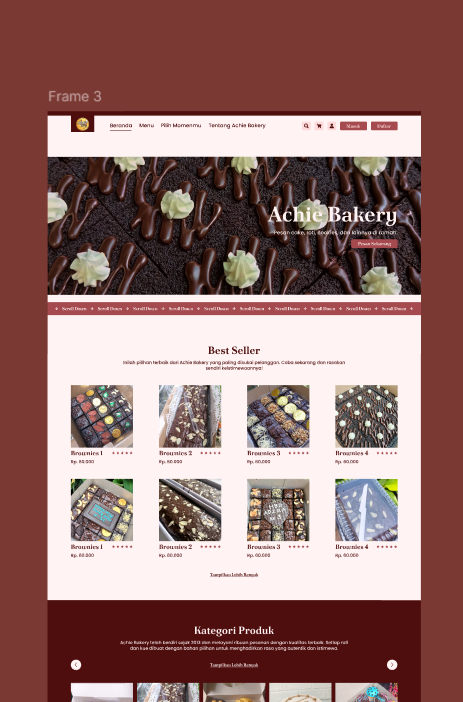 Frame 3
Beranda Menu Pilih Momenmu Tentang Achie Bakery
Masuk Daftar
Achie Bakery
Pesan cake, roti, cookies, dan lainnya di rumah.
Pesan Sekarang
Scroll Down Scroll Down Scroll Down Scroll Down Scroll Down Scroll Down Scroll Down Scroll Down Scroll Down Scroll Down
Best Seller
Inilah pilihan terbaik dari Achie Bakery yang paling disukai pelanggan. Coba sekarang dan rasakan
sendiri keistimewaannya!
Brownies 1 Brownies 2 Brownies 3 Brownies 4
Rp. 60.000 Rp. 60.000 Rp. 60.000 Rp. 60.000
Brownies 1 Brownies 2 Brownies 3 Brownies 4
Rp. 60.000 Rp. 60.000 Rp. 60.000 Rp. 60.000
Tampilkan Lebih Banyak
Kategori Produk
Achie Bakery telah berdiri sejak 2013 dan melayani ribuan pesanan dengan kualitas terbaik. Setiap roti
dan kue dibuat dengan bahan pilihan untuk menghadirkan rasa yang autentik dan istimewa.
Tampilkan Lebih Banyak